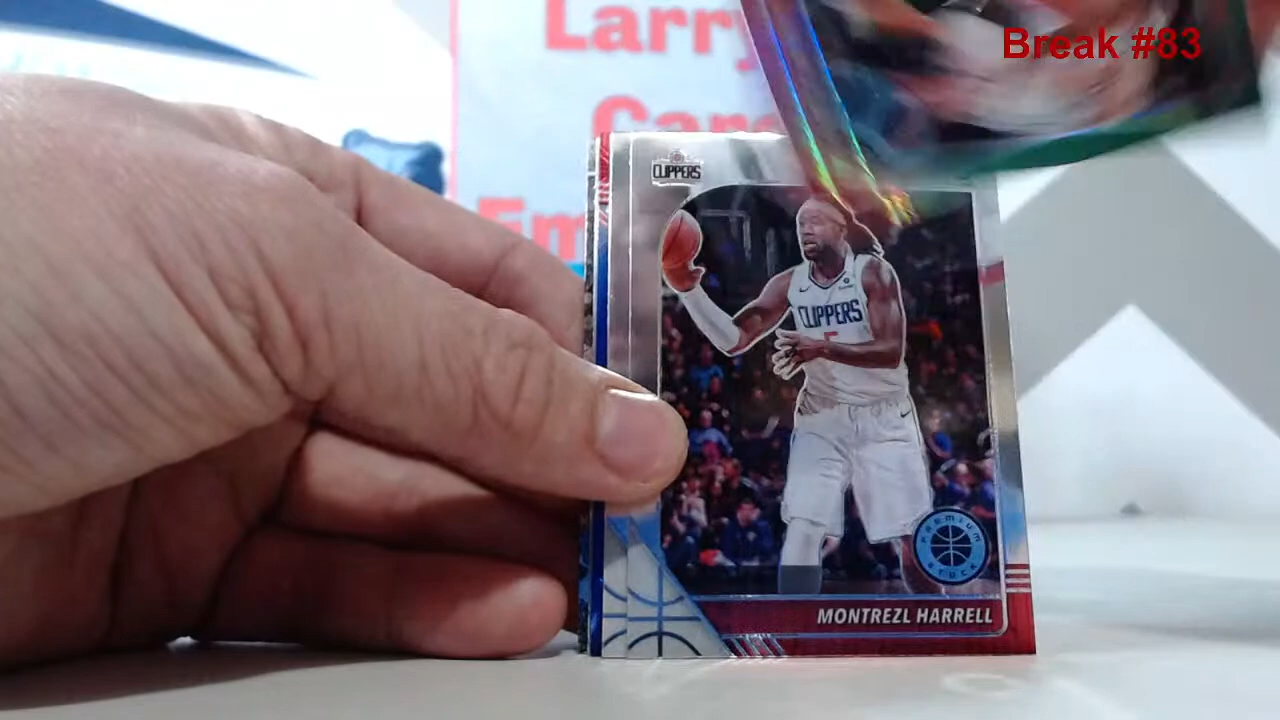 Larry
Break #83
CLIPPERS
CLIPPERS
PREMIUM
STOCK
MONTREZL HARRELL